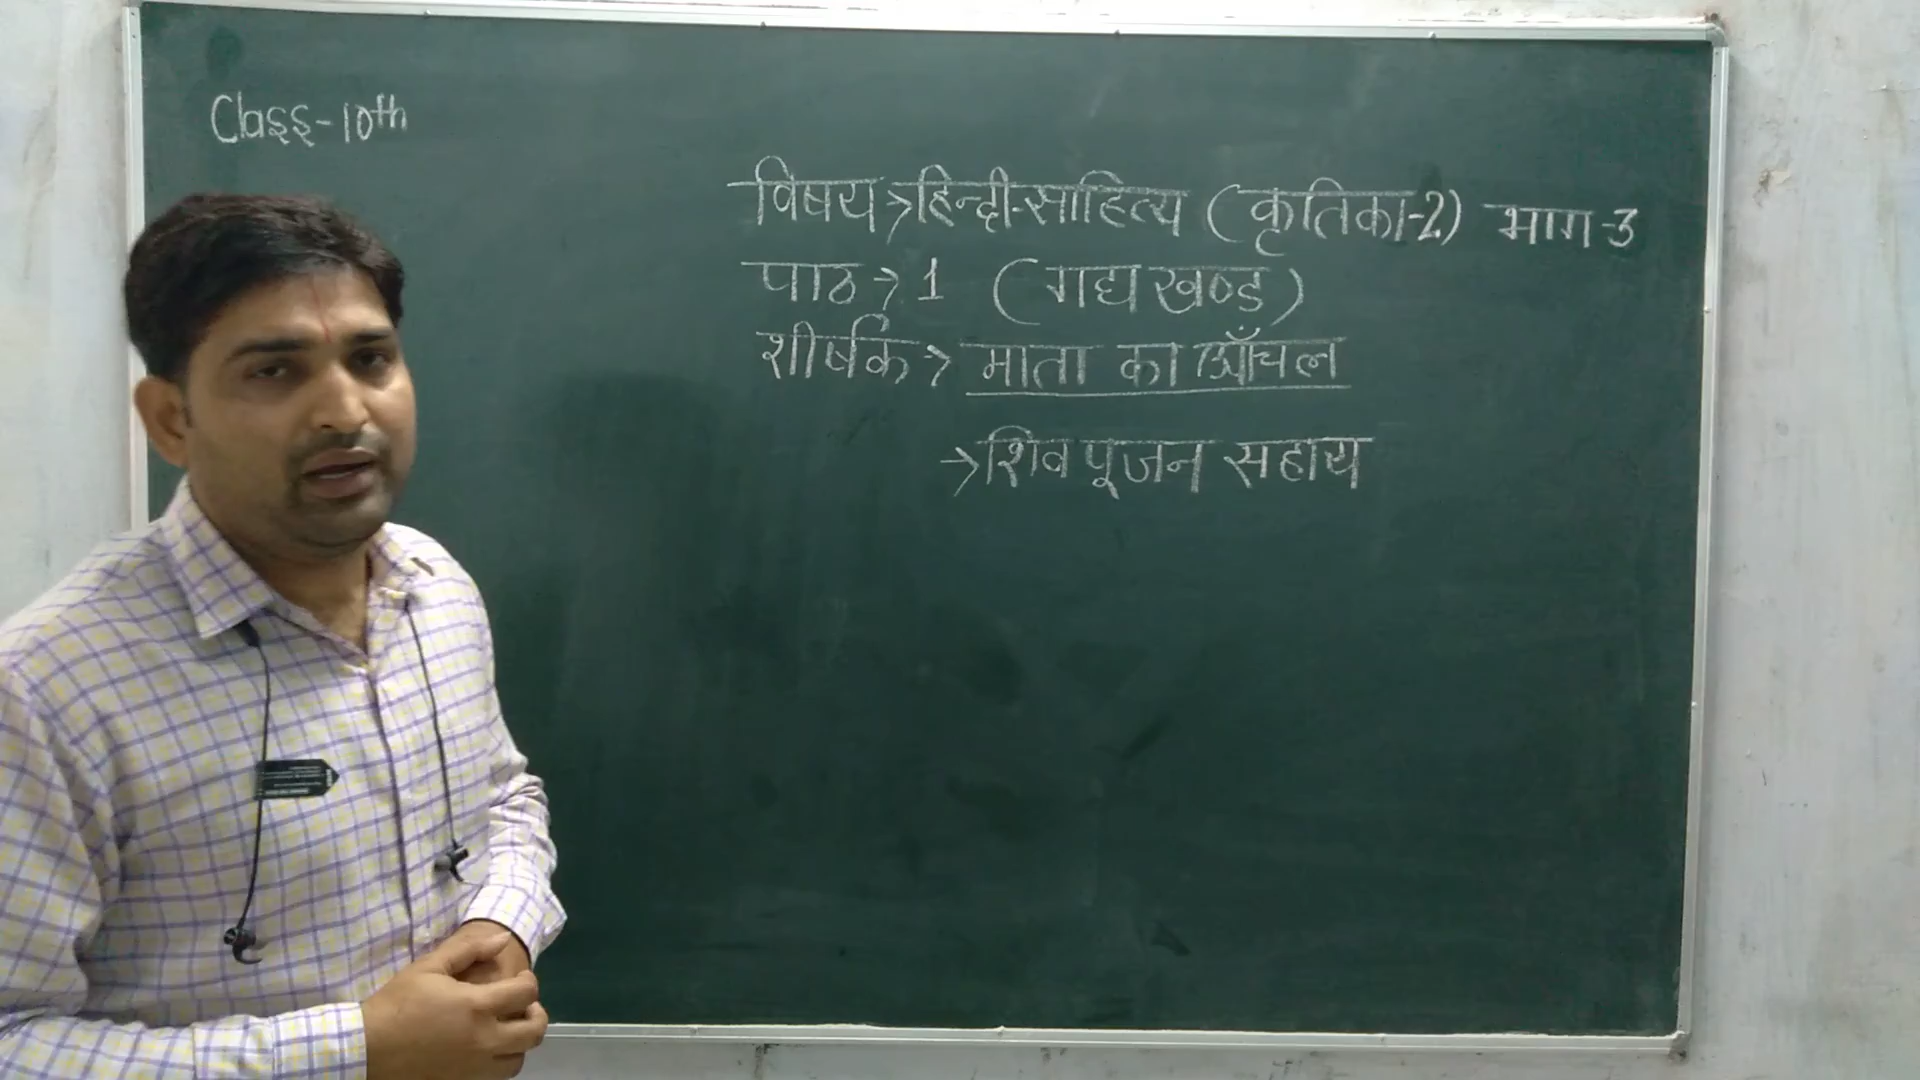 Class-10th
विषय→हिन्दी-साहित्य (कृतिका-2) भाग-3
पाठ→1 (गद्य खण्ड)
शीर्षक→ माता का आँचल
→शिव पूजन सहाय